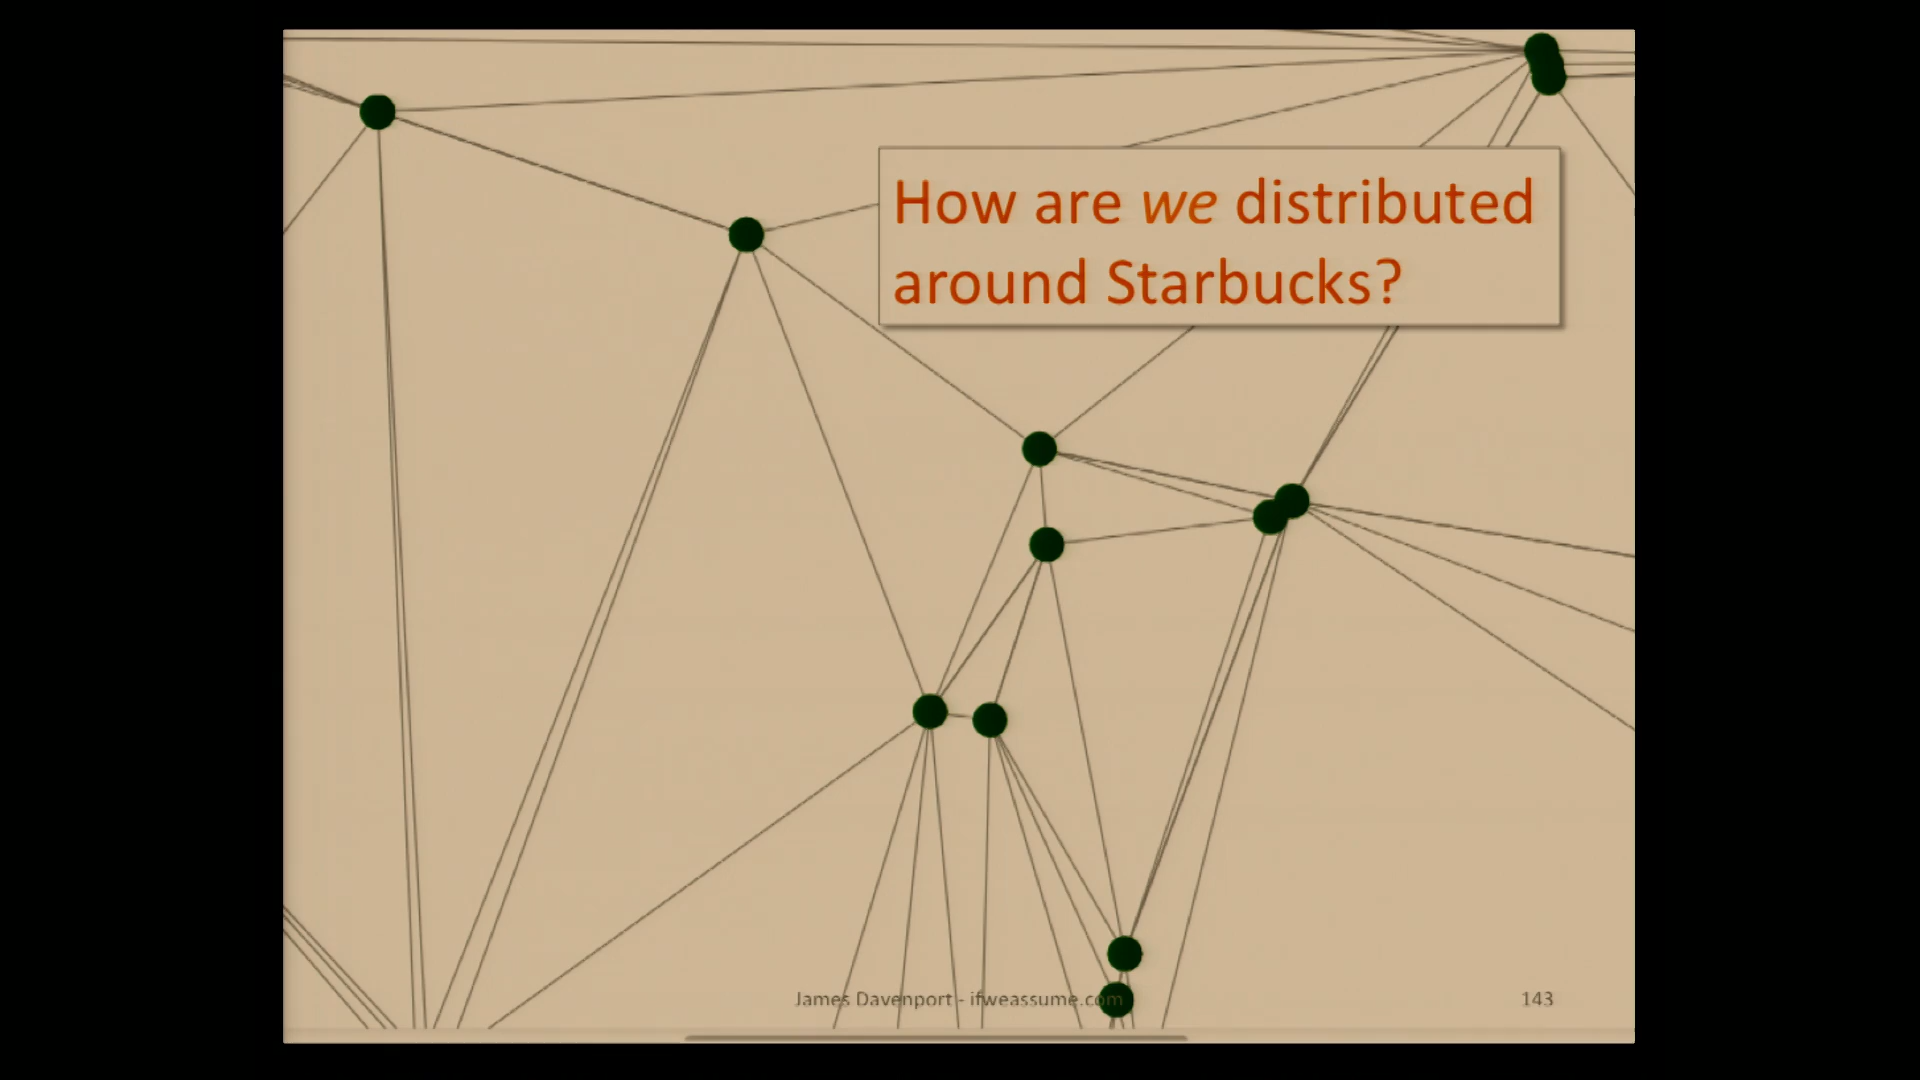 How are we distributed
around Starbucks?
James Davenport - ifweassume.com
143